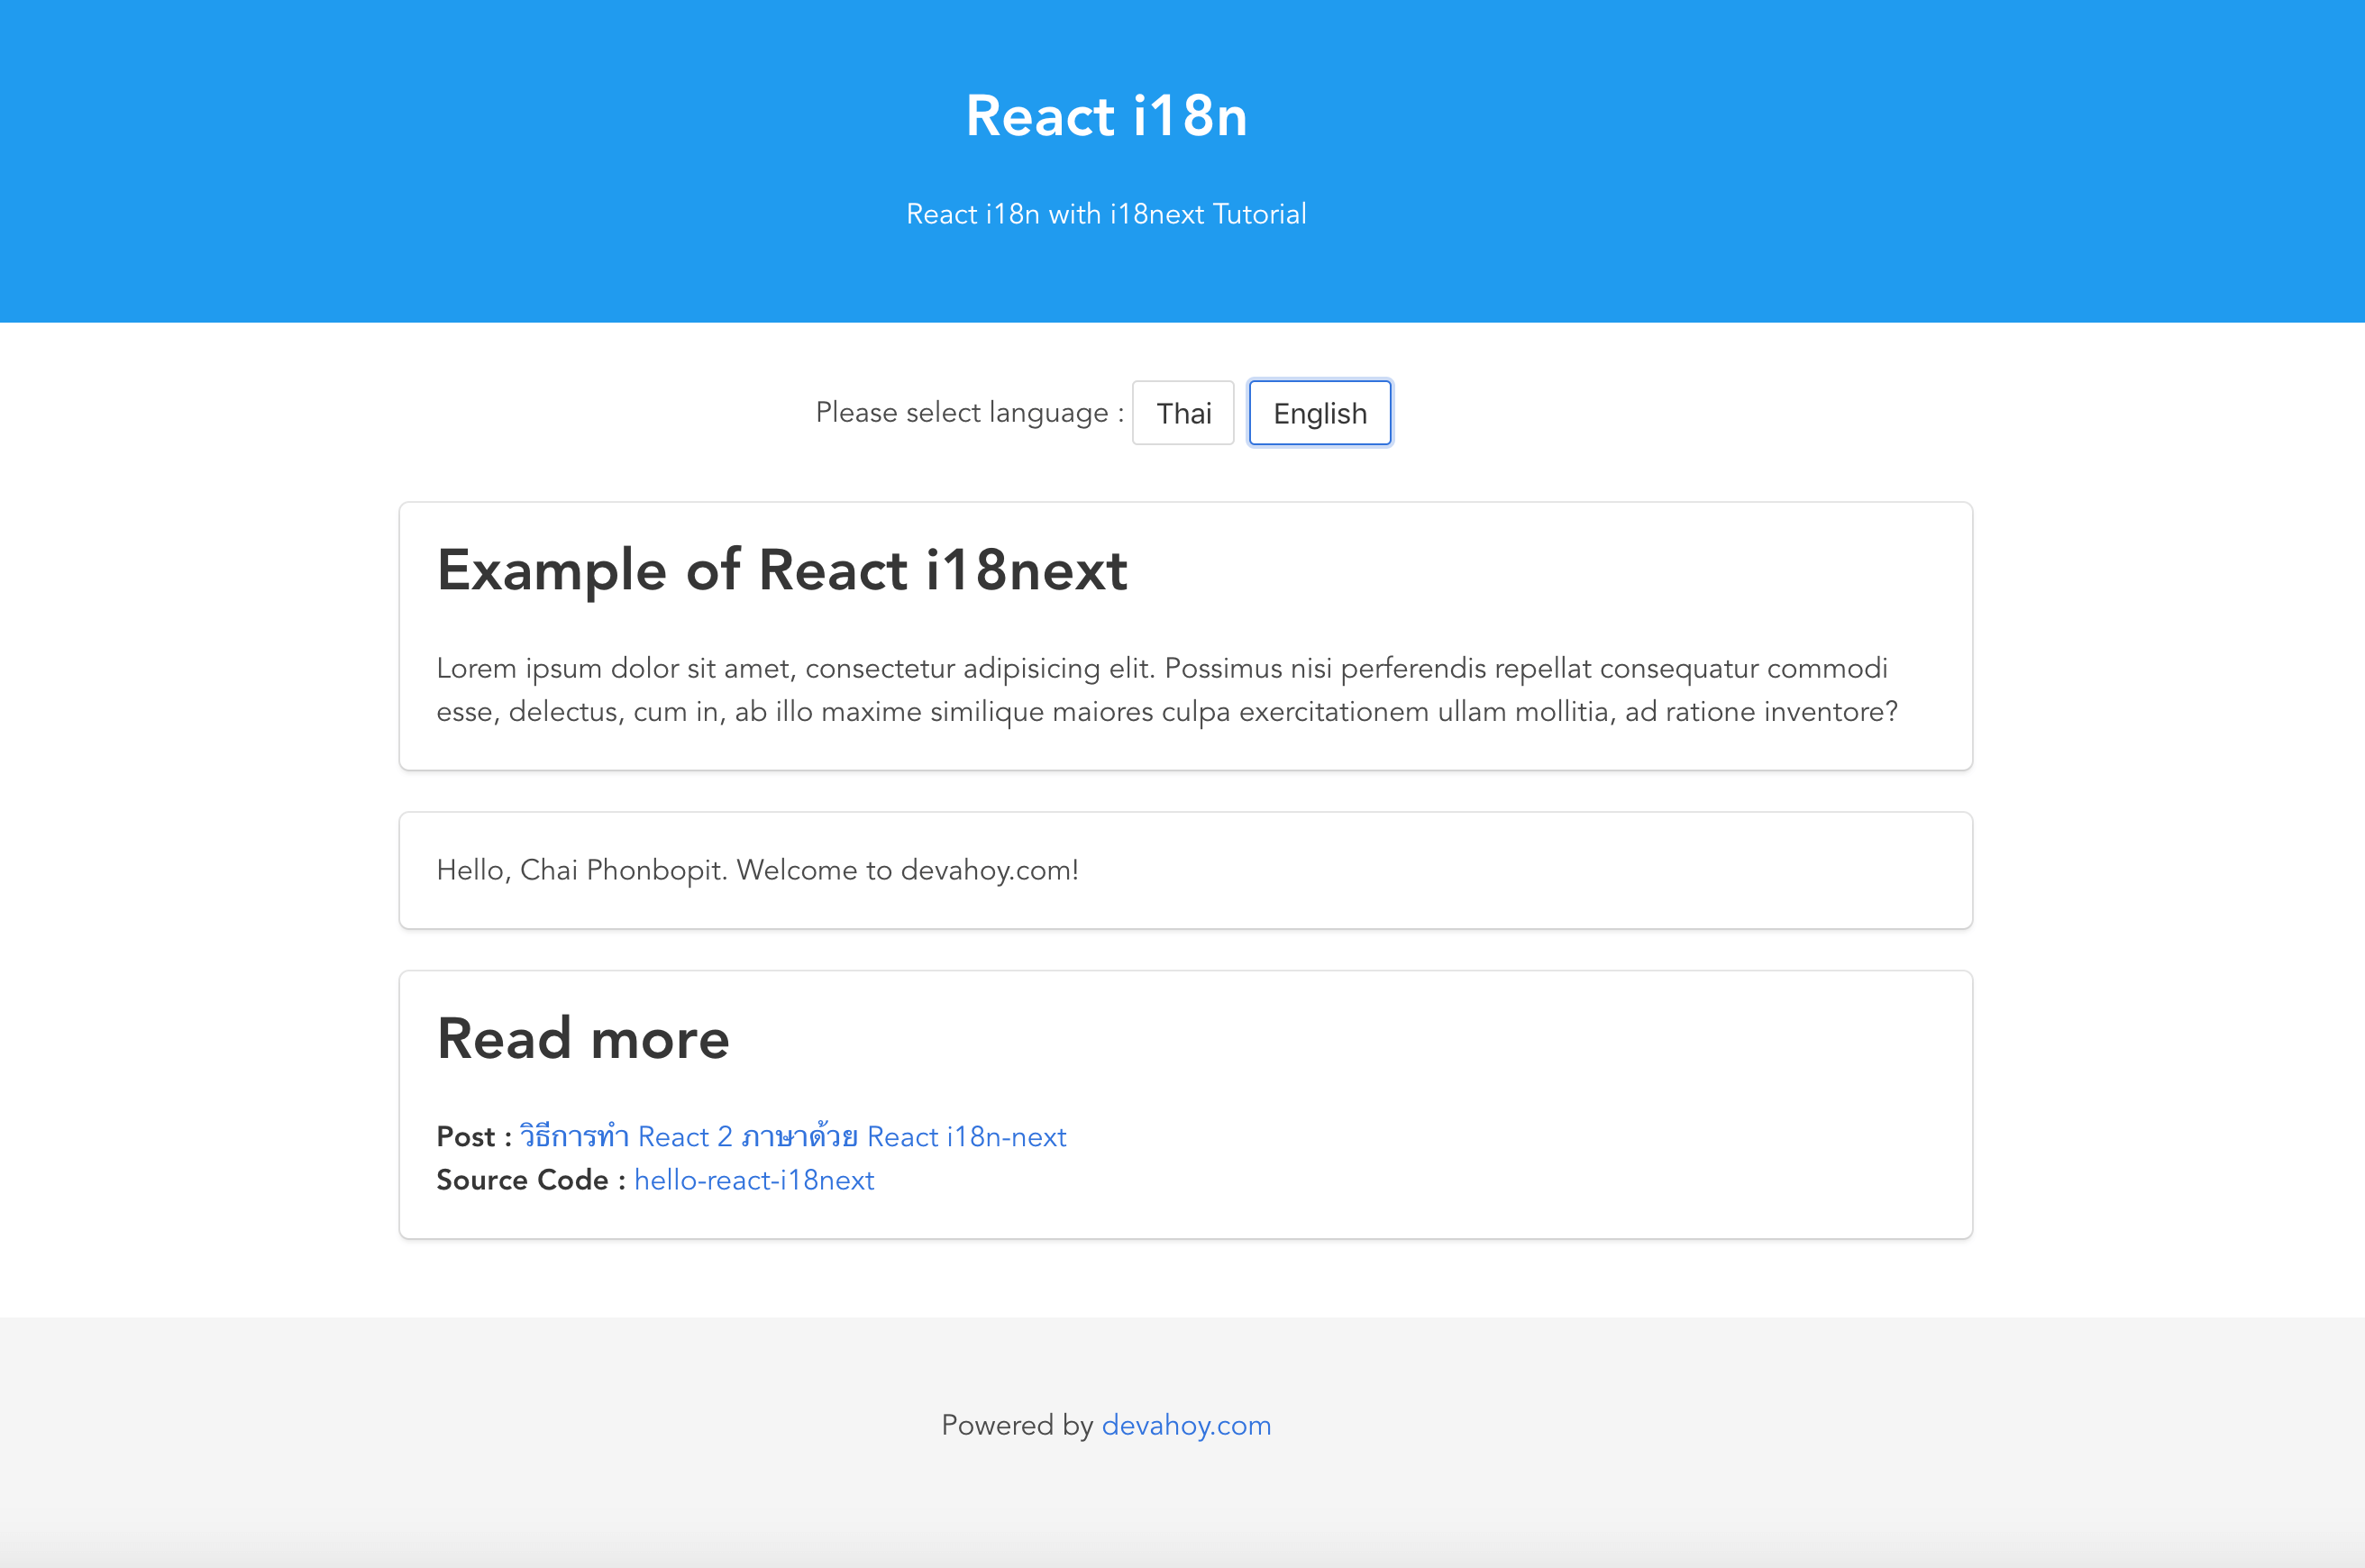 React i18n
React i18n with i18next Tutorial
Please select language : Thai English
Example of React i18next
Lorem ipsum dolor sit amet, consectetur adipisicing elit. Possimus nisi perferendis repellat consequatur commodi
esse, delectus, cum in, ab illo maxime similique maiores culpa exercitationem ullam mollitia, ad ratione inventore?
Hello, Chai Phonbopit. Welcome to devahoy.com!
Read more
Post : วิธีการทำ React 2 ภาษาด้วย React i18n-next
Source Code : hello-react-i18next
Powered by devahoy.com